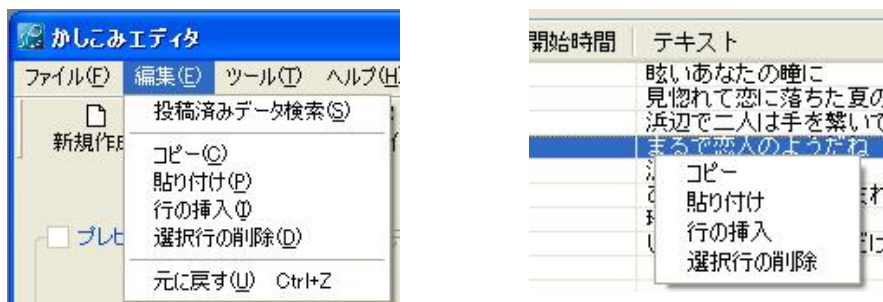 かしこみエディタ
ファイル(F) 編集(E) ツール(T) ヘルプ(H
投稿済みデータ検索(S)
新規作成
コピー(C)
貼り付け(P)
行の挿入(I)
選択行の削除(D)
元に戻す(U) Ctrl+Z
プレビ
開始時間 テキスト
眩いあなたの瞳に
見惚れて恋に落ちた夏の
浜辺で二人は手を繋いで
まるで恋人のようだね
コピー
貼り付け
行の挿入
選択行の削除